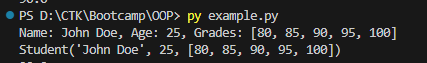 PS D:\CTK\Bootcamp\OOP> py example.py
Name: John Doe, Age: 25, Grades: [80, 85, 90, 95, 100]
Student('John Doe', 25, [80, 85, 90, 95, 100])